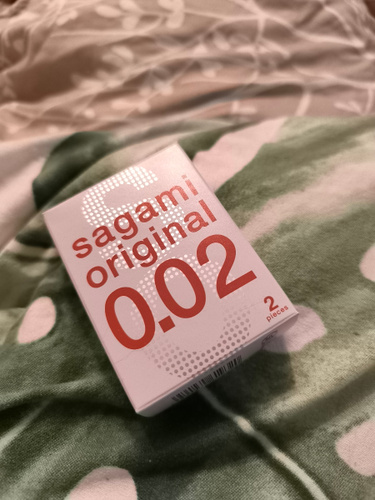 sagami
original
0.02
2
pieces